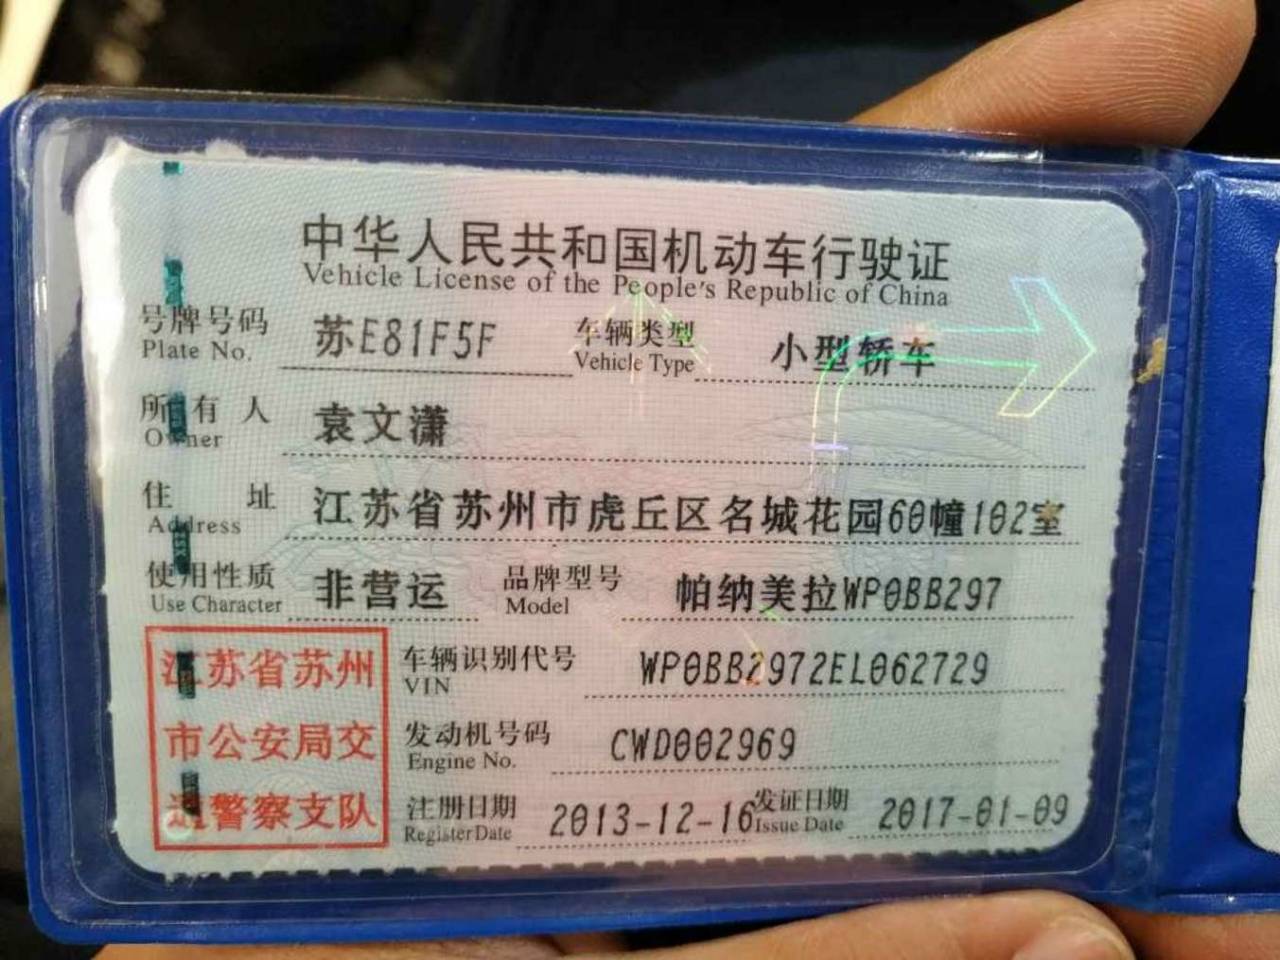 中华人民共和国机动车行驶证
Vehicle License of the People's Republic of China
号牌号码 苏E81F5F 车辆类型 小型轿车
Plate No. Vehicle Type
所有人 袁文潇
Owner
住址 江苏省苏州市虎丘区名城花园60幢102室
Address
使用性质 非营运 品牌型号 帕纳美拉WP0BB297
Use Character Model
江苏省苏州 车辆识别代号 WP0BB2972EL062729
VIN
市公安局交 发动机号码 CWD002969
Engine No.
通警察支队 注册日期 2013-12-16 发证日期 2017-01-09
Register Date Issue Date